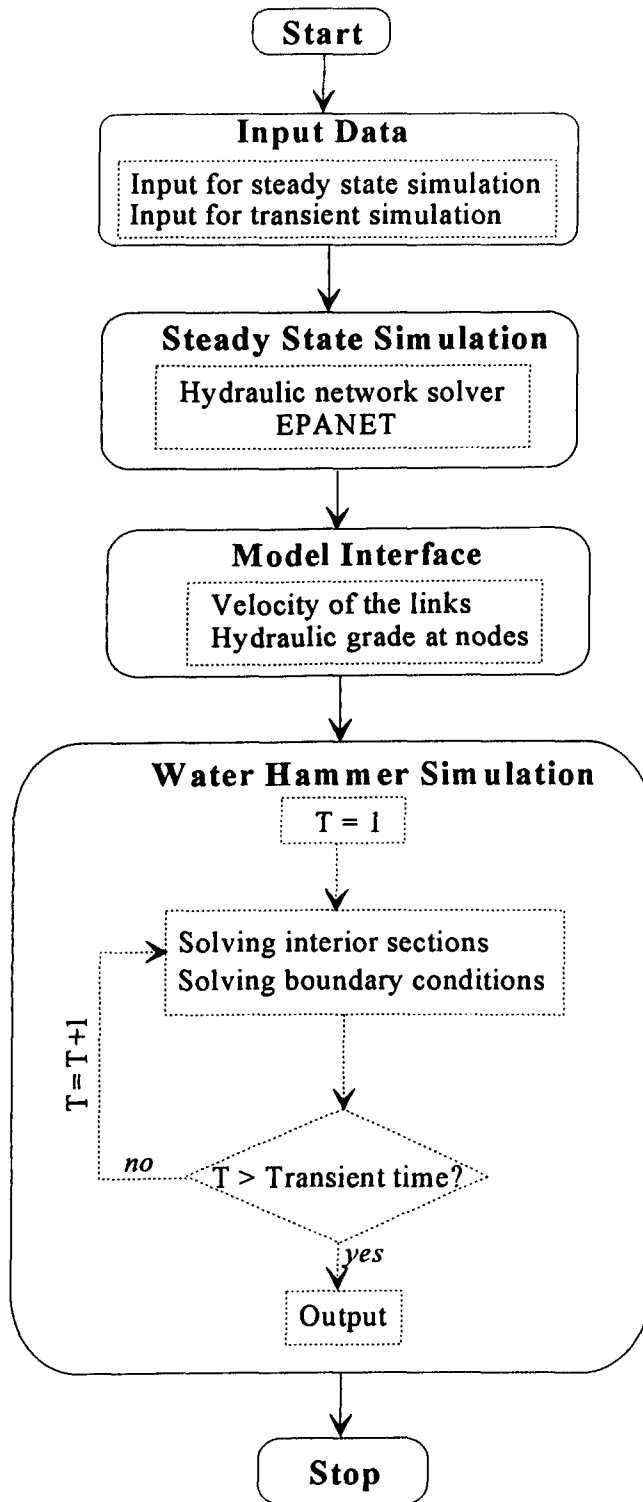 Start
Input Data
Input for steady state simulation
Input for transient simulation
Steady State Simulation
Hydraulic network solver
EPANET
Model Interface
Velocity of the links
Hydraulic grade at nodes
Water Hammer Simulation
T = 1
Solving interior sections
Solving boundary conditions
T = T+1
no
T > Transient time?
yes
Output
Stop